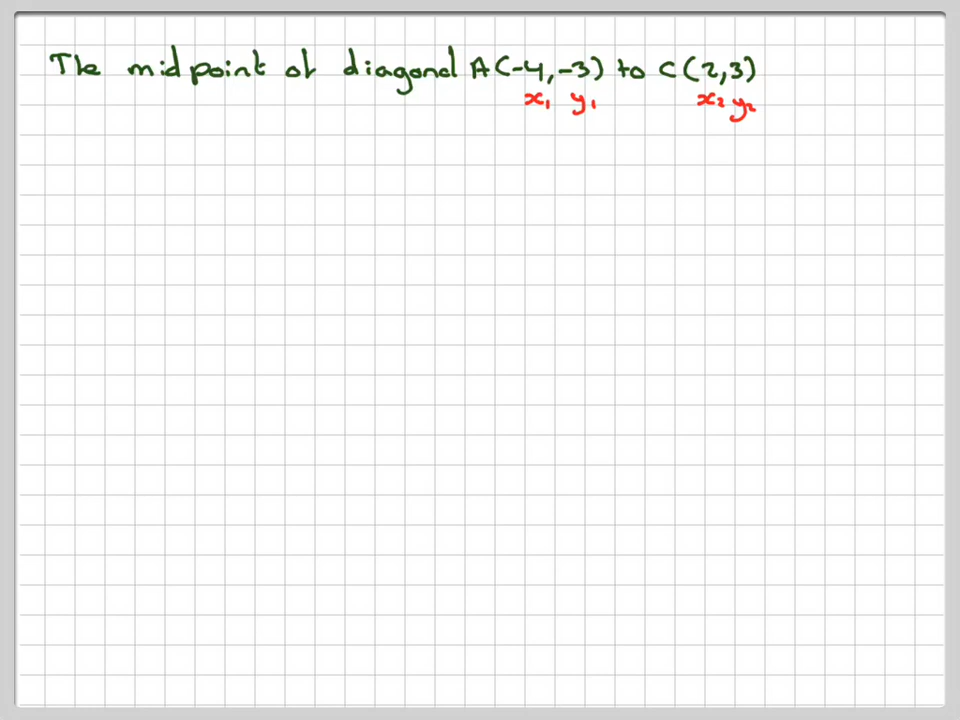 The midpoint of diagonal A(-4,-3) to C(2,3)
x₁ y₁ x₂ y₂